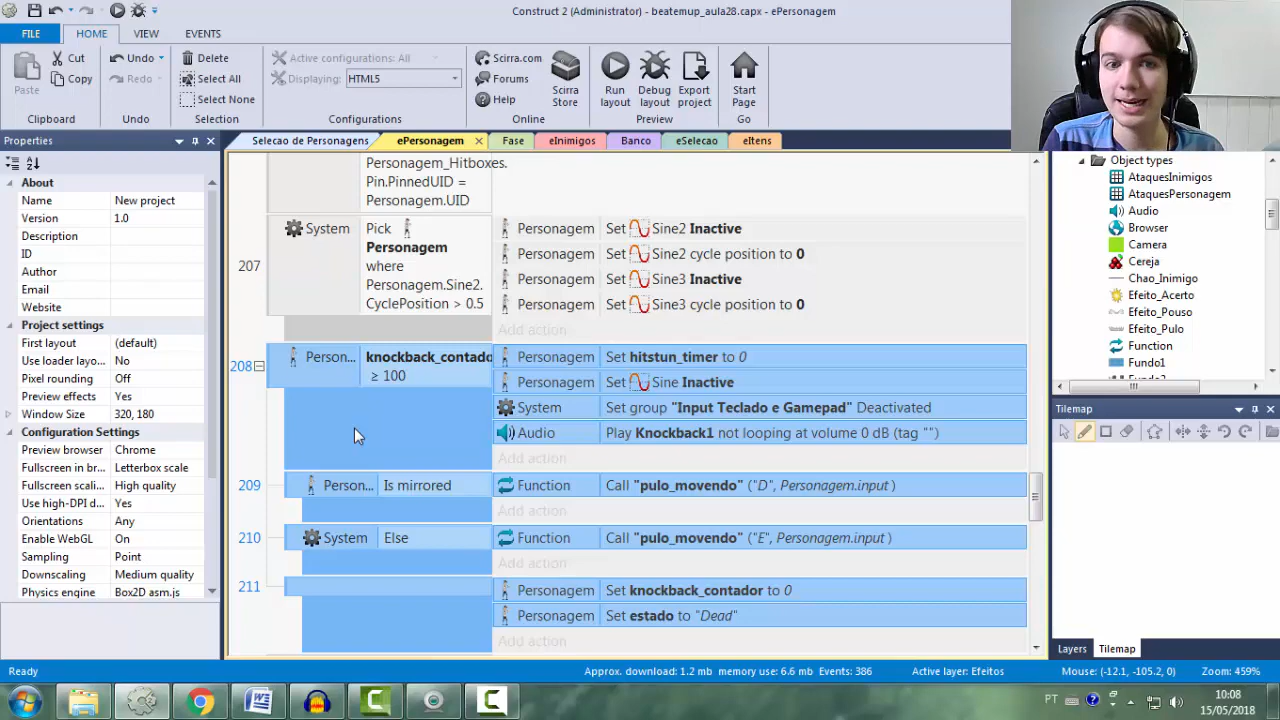 Construct 2 (Administrator) - beatemup_aula28.capx - ePersonagem
FILE HOME VIEW EVENTS
Paste Cut Copy Clipboard
Undo Redo Undo
Delete Select All Select None Selection
Active configurations: All
Displaying: HTML5
Configurations
Scirra.com Forums Help Scirra Store Online
Run layout Debug layout Export project Preview
Start Page Go
Properties
Selecao de Personagens ePersonagem Fase eInimigos Banco eSelecao eItens
About
Name New project
Version 1.0
Description
ID
Author
Email
Website
Project settings
First layout (default)
Use loader layo... No
Pixel rounding Off
Preview effects Yes
Window Size 320, 180
Configuration Settings
Preview browser Chrome
Fullscreen in br... Letterbox scale
Fullscreen scali... High quality
Use high-DPI d... Yes
Orientations Any
Enable WebGL On
Sampling Point
Downscaling Medium quality
Physics engine Box2D asm.js
Personagem_Hitboxes.
Pin.PinnedUID =
Personagem.UID
207 System Pick Personagem where Personagem.Sine2.CyclePosition > 0.5
Personagem Set Sine2 Inactive
Personagem Set Sine2 cycle position to 0
Personagem Set Sine3 Inactive
Personagem Set Sine3 cycle position to 0
Add action
208 Person... knockback_contado ≥ 100
Personagem Set hitstun_timer to 0
Personagem Set Sine Inactive
System Set group "Input Teclado e Gamepad" Deactivated
Audio Play Knockback1 not looping at volume 0 dB (tag "")
Add action
209 Person... Is mirrored Function Call "pulo_movendo" ("D", Personagem.input )
Add action
210 System Else Function Call "pulo_movendo" ("E", Personagem.input )
Add action
211 Personagem Set knockback_contador to 0
Personagem Set estado to "Dead"
Add action
Object types
AtaquesInimigos
AtaquesPersonagem
Audio
Browser
Camera
Cereja
Chao_Inimigo
Efeito_Acerto
Efeito_Pouso
Efeito_Pulo
Function
Fundo1
Tilemap
Layers Tilemap
Ready Approx. download: 1.2 mb memory use: 6.6 mb Events: 386 Active layer: Efeitos Mouse: (-12.1, -105.2, 0) Zoom: 459%
PT 10:08
15/05/2018